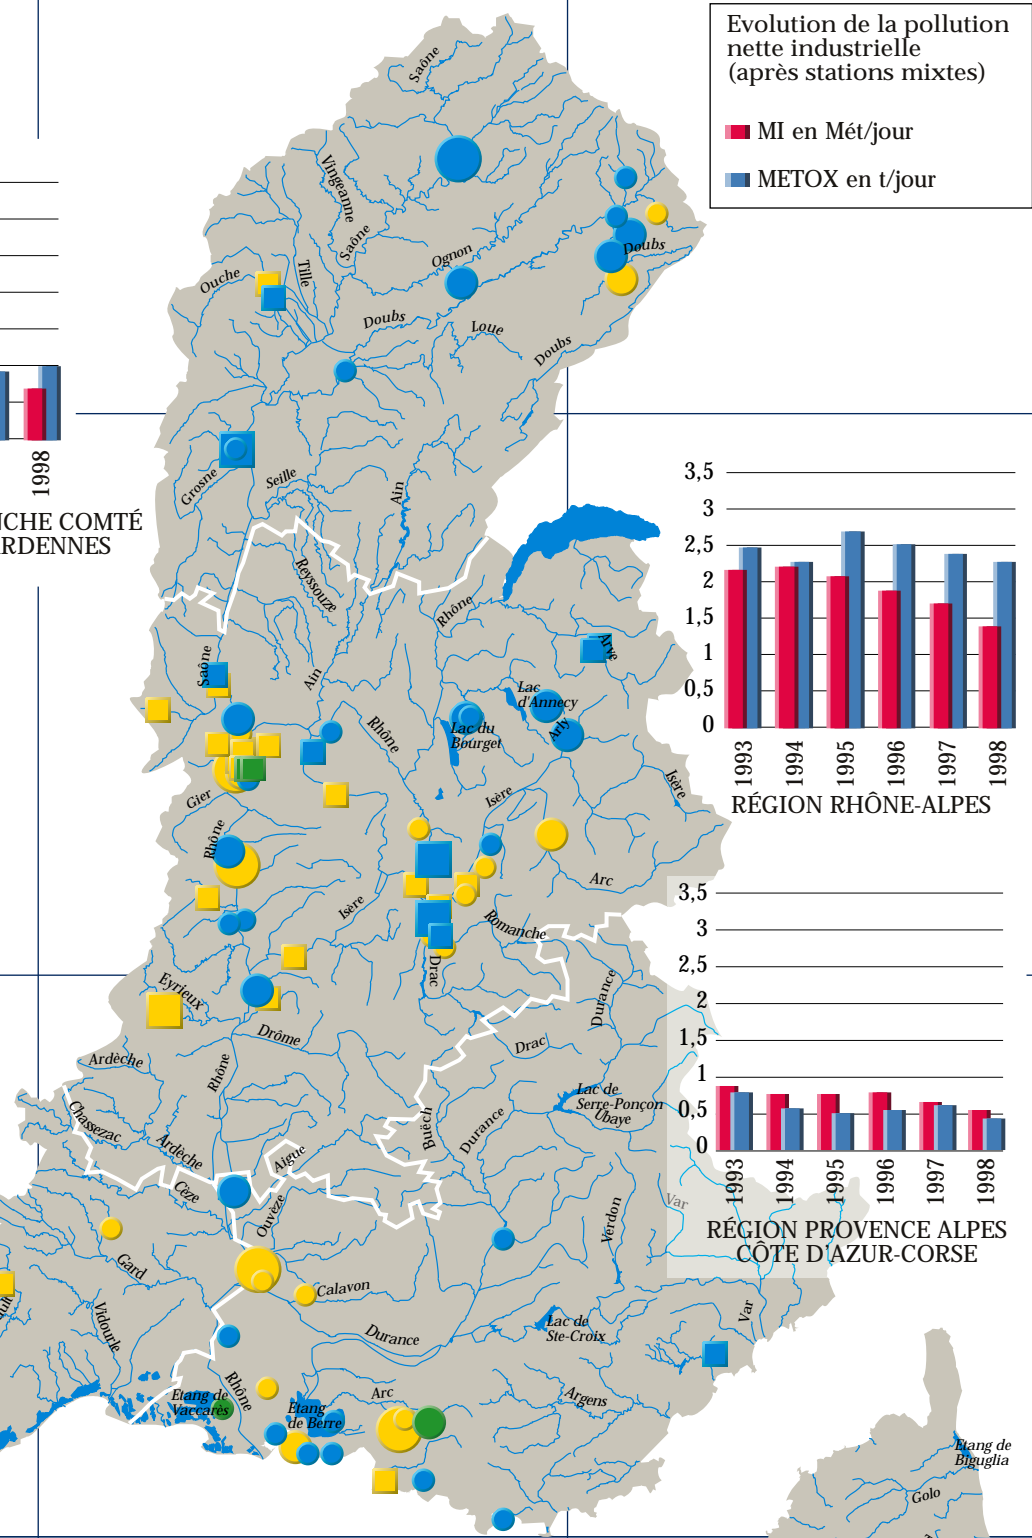 Evolution de la pollution
nette industrielle
(après stations mixtes)
MI en Mét/jour
METOX en t/jour
Saône
Vingeanne
Saône
Ognon
Doubs
Ouche
Tille
Doubs
Loue
Doubs
1998
Grosne
Seille
Ain
NCHE COMTÉ
RDENNES
Reyssouze
Rhône
Saône
Ain
Arve
Lac
d'Annecy
Arly
Lac du
Bourget
Rhône
Isère
Isère
Gier
Rhône
Arc
Isère
Romanche
Drac
Eyrieux
Drôme
Durance
Drac
Ardèche
Rhône
Chassezac
Ardèche
Buëch
Durance
Lac de
Serre-Ponçon
Ubaye
Aigue
Cèze
Ouvèze
Verdon
Var
Gard
Calavon
Vidourle
Durance
Lac de
Ste-Croix
Var
Rhône
Etang de
Vaccarès
Etang
de Berre
Arc
Argens
Etang de
Biguglia
Golo
3,5
3
2,5
2
1,5
1
0,5
0
1993
1994
1995
1996
1997
1998
RÉGION RHÔNE-ALPES
3,5
3
2,5
2
1,5
1
0,5
0
1993
1994
1995
1996
1997
1998
RÉGION PROVENCE ALPES
CÔTE D'AZUR-CORSE